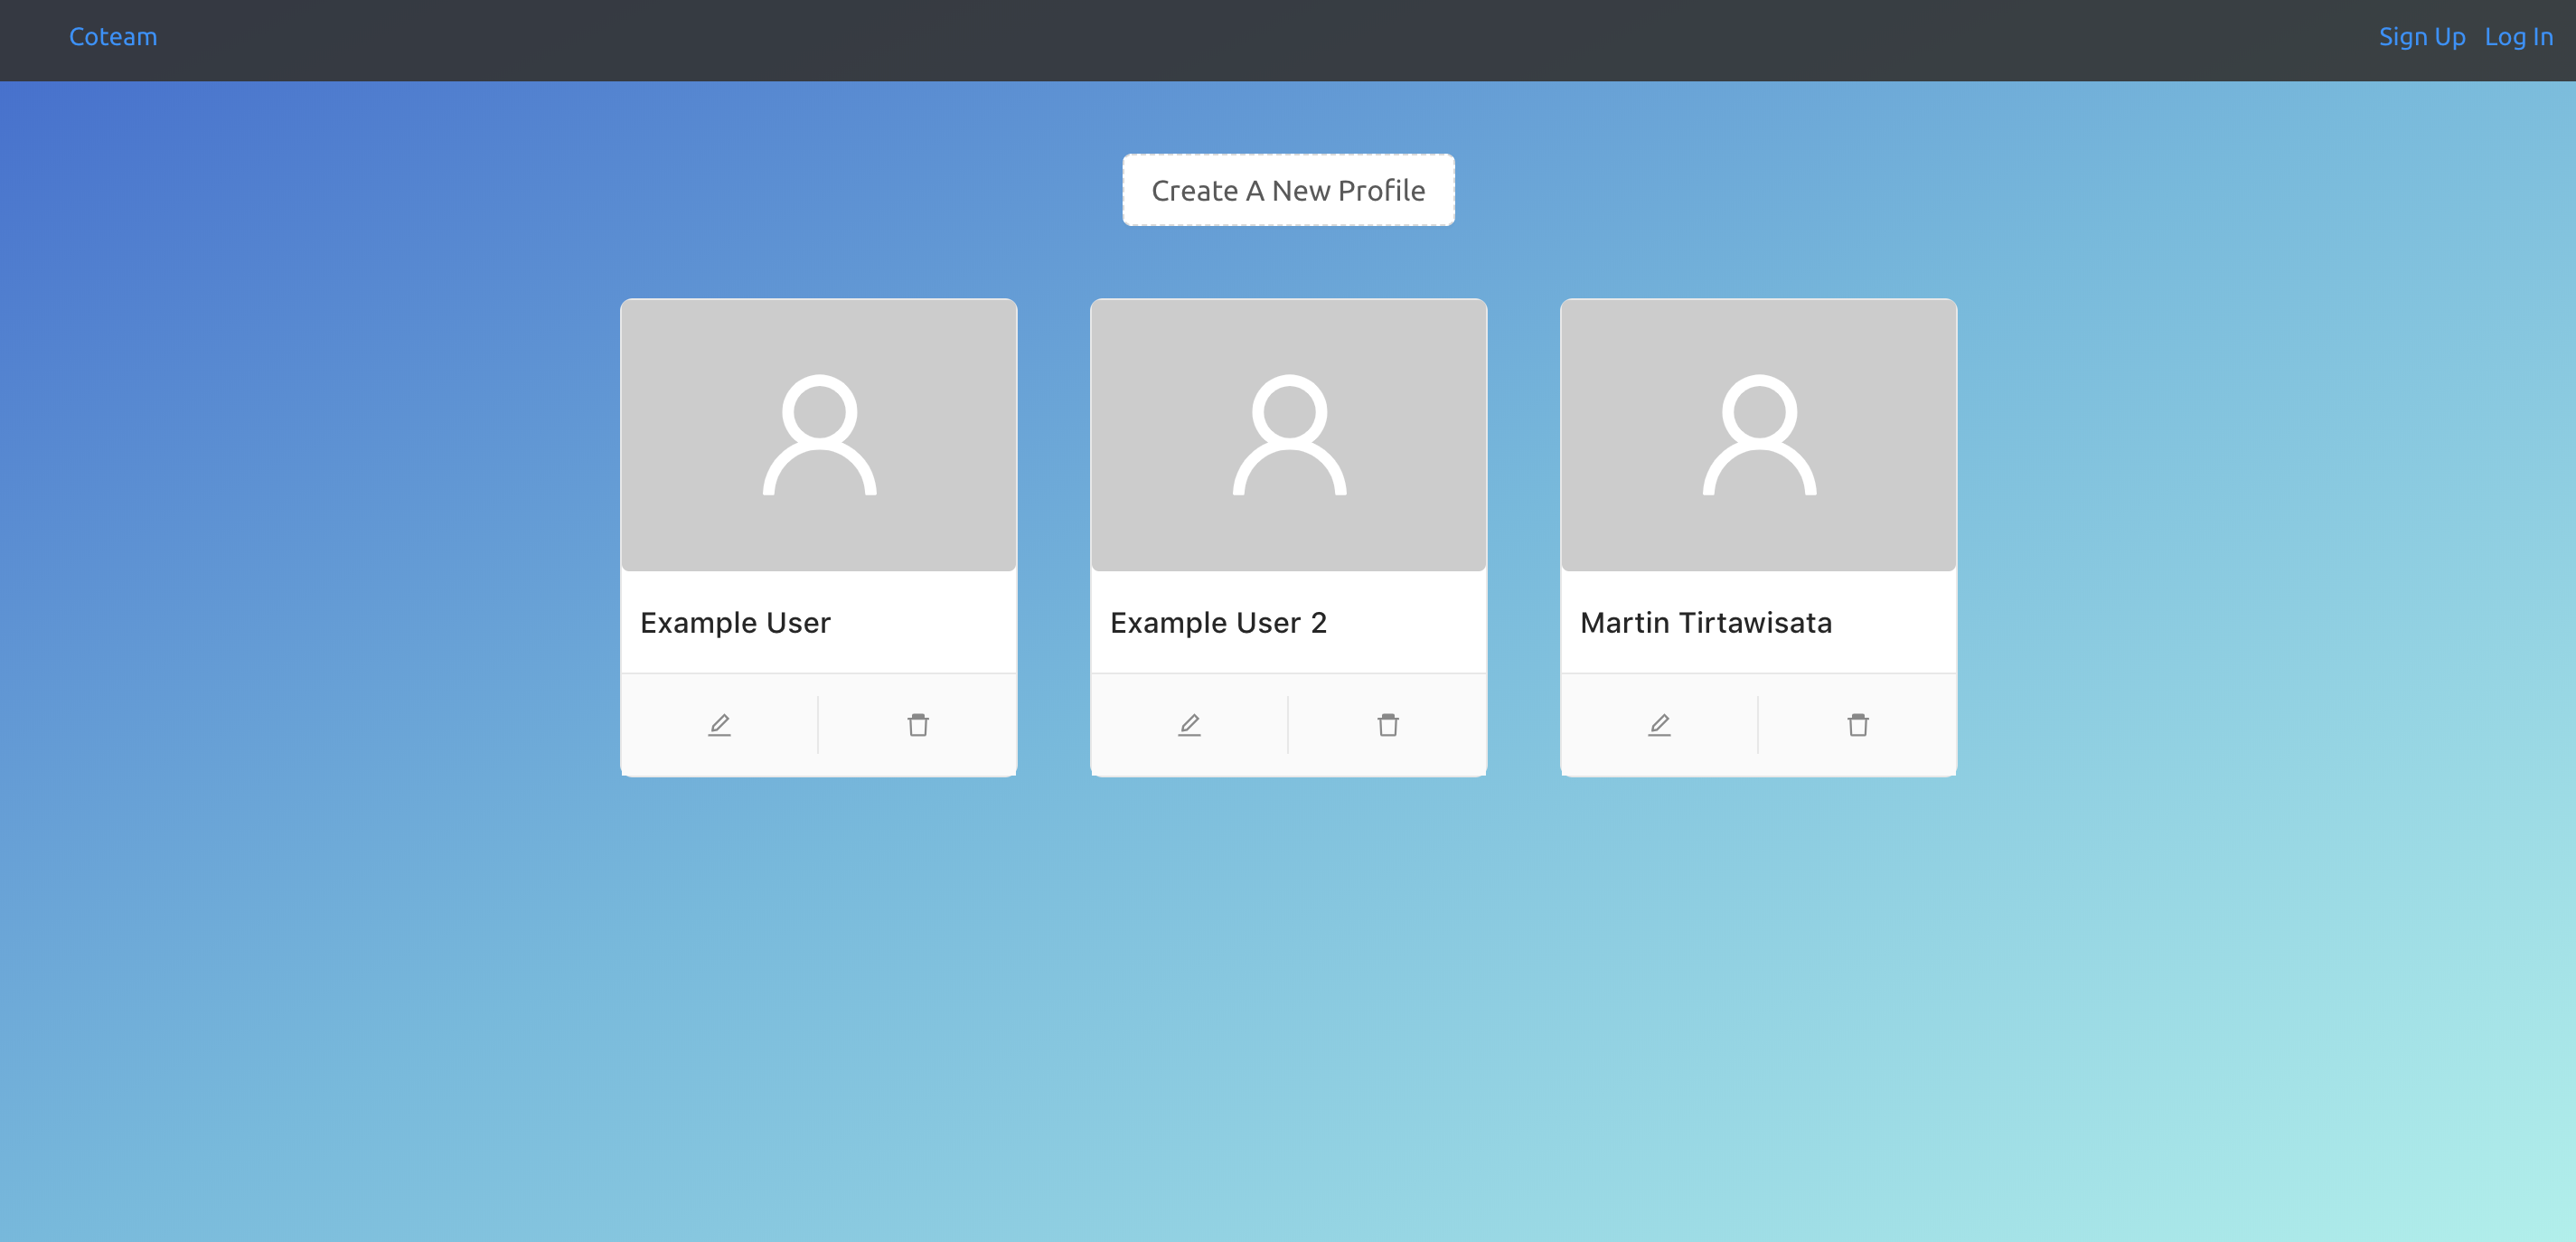 Coteam
Sign Up Log In
Create A New Profile
Example User
Example User 2
Martin Tirtawisata